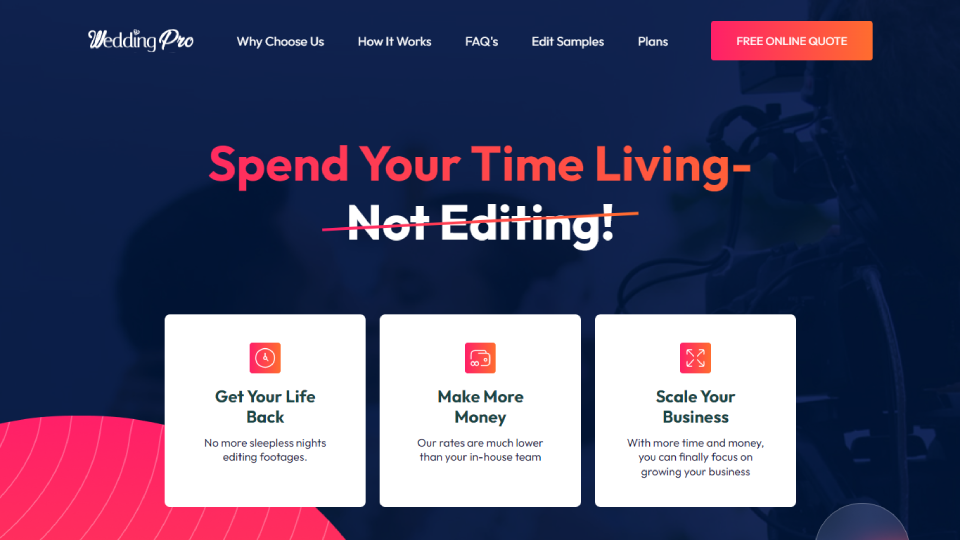 Wedding Pro
Why Choose Us
How It Works
FAQ's
Edit Samples
Plans
FREE ONLINE QUOTE
Spend Your Time Living-
Not Editing!
Get Your Life
Back
No more sleepless nights
editing footages.
Make More
Money
Our rates are much lower
than your in-house team
Scale Your
Business
With more time and money,
you can finally focus on
growing your business